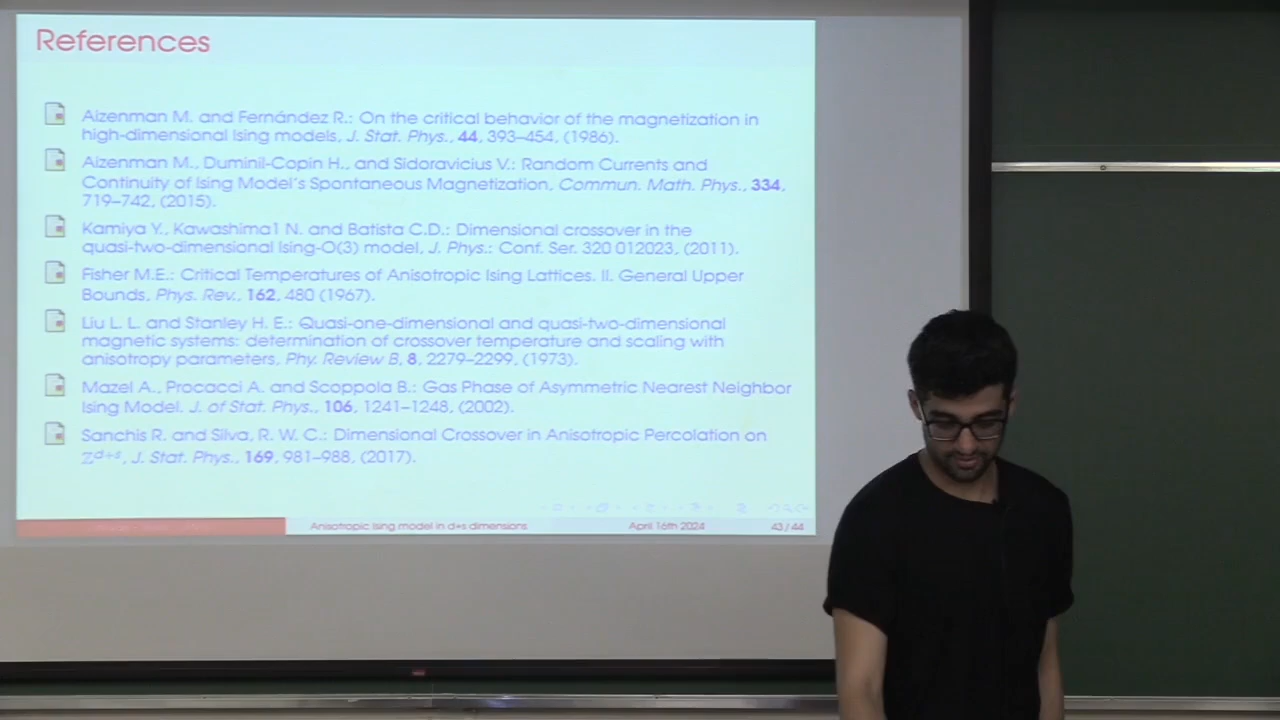 References
Aizenman M. and Fernández R.: On the critical behavior of the magnetization in
high-dimensional Ising models, J. Stat. Phys., 44, 393–454, (1986).
Aizenman M., Duminil-Copin H., and Sidoravicius V.: Random Currents and
Continuity of Ising Model's Spontaneous Magnetization, Commun. Math. Phys., 334,
719–742, (2015).
Kamiya Y., Kawashima1 N. and Batista C.D.: Dimensional crossover in the
quasi-two-dimensional Ising-O(3) model, J. Phys.: Conf. Ser. 320 012023, (2011).
Fisher M.E.: Critical Temperatures of Anisotropic Ising Lattices. II. General Upper
Bounds, Phys. Rev., 162, 480 (1967).
Liu L. L. and Stanley H. E.: Quasi-one-dimensional and quasi-two-dimensional
magnetic systems: determination of crossover temperature and scaling with
anisotropy parameters, Phy. Review B, 8, 2279–2299, (1973).
Mazel A., Procacci A. and Scoppola B.: Gas Phase of Asymmetric Nearest Neighbor
Ising Model. J. of Stat. Phys., 106, 1241–1248, (2002).
Sanchis R. and Silva, R. W. C.: Dimensional Crossover in Anisotropic Percolation on
ℤᵈ⁺ˢ, J. Stat. Phys., 169, 981–988, (2017).
Anisotropic Ising model in d+s dimensions April 16th 2024 43 / 44